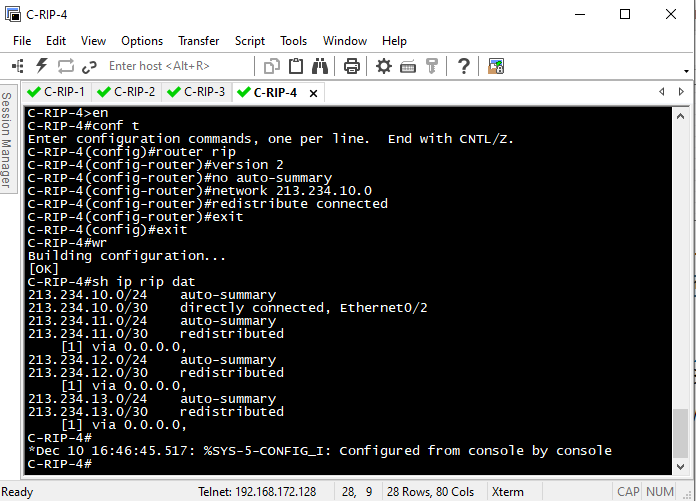 C-RIP-4
File Edit View Options Transfer Script Tools Window Help
Enter host <Alt+R>
Session Manager
C-RIP-1 C-RIP-2 C-RIP-3 C-RIP-4
C-RIP-4>en
C-RIP-4#conf t
Enter configuration commands, one per line.  End with CNTL/Z.
C-RIP-4(config)#router rip
C-RIP-4(config-router)#version 2
C-RIP-4(config-router)#no auto-summary
C-RIP-4(config-router)#network 213.234.10.0
C-RIP-4(config-router)#redistribute connected
C-RIP-4(config-router)#exit
C-RIP-4(config)#exit
C-RIP-4#wr
Building configuration...
[OK]
C-RIP-4#sh ip rip dat
213.234.10.0/24    auto-summary
213.234.10.0/30    directly connected, Ethernet0/2
213.234.11.0/24    auto-summary
213.234.11.0/30    redistributed
    [1] via 0.0.0.0,
213.234.12.0/24    auto-summary
213.234.12.0/30    redistributed
    [1] via 0.0.0.0,
213.234.13.0/24    auto-summary
213.234.13.0/30    redistributed
    [1] via 0.0.0.0,
C-RIP-4#
*Dec 10 16:46:45.517: %SYS-5-CONFIG_I: Configured from console by console
C-RIP-4#
Ready Telnet: 192.168.172.128 28, 9 28 Rows, 80 Cols Xterm CAP NUM